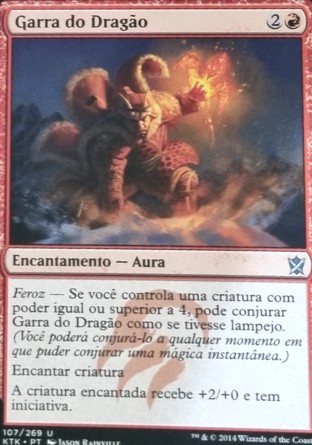 Garra do Dragão 2
Encantamento — Aura
Feroz — Se você controla uma criatura com
poder igual ou superior a 4, pode conjurar
Garra do Dragão como se tivesse lampejo.
(Você poderá conjurá-lo a qualquer momento em
que puder conjurar uma mágica instantânea.)
Encantar criatura
A criatura encantada recebe +2/+0 e tem
iniciativa.
107/269 U
KTK • PT JASON RAINVILLE
™ & © 2014 Wizards of the Coast